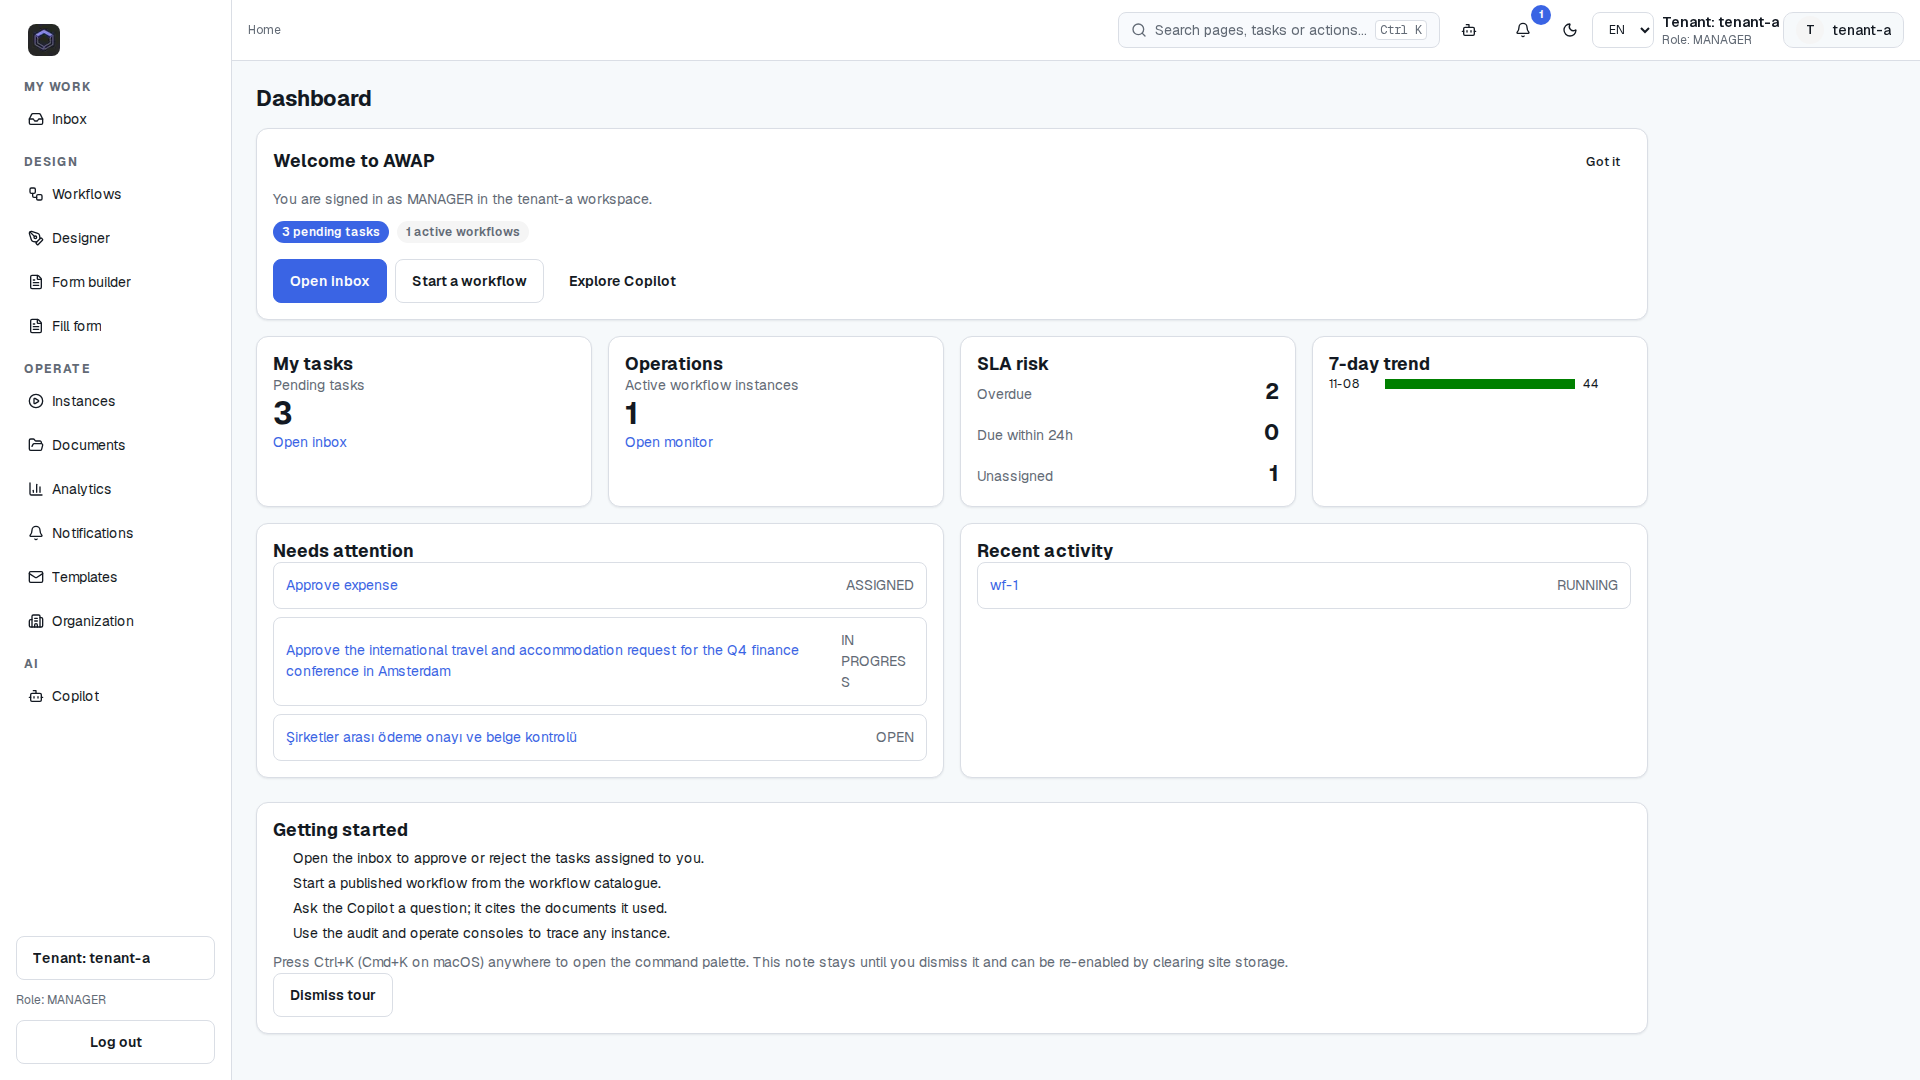 Home
Search pages, tasks or actions...
Ctrl K
1
EN
Tenant: tenant-a
Role: MANAGER
T
tenant-a
MY WORK
Inbox
DESIGN
Workflows
Designer
Form builder
Fill form
OPERATE
Instances
Documents
Analytics
Notifications
Templates
Organization
AI
Copilot
Tenant: tenant-a
Role: MANAGER
Log out
Dashboard
Welcome to AWAP
Got it
You are signed in as MANAGER in the tenant-a workspace.
3 pending tasks
1 active workflows
Open Inbox
Start a workflow
Explore Copilot
My tasks
Pending tasks
3
Open inbox
Operations
Active workflow instances
1
Open monitor
SLA risk
Overdue
2
Due within 24h
0
Unassigned
1
7-day trend
11-08
44
Needs attention
Approve expense
ASSIGNED
Approve the international travel and accommodation request for the Q4 finance
conference in Amsterdam
IN
PROGRES
S
Şirketler arası ödeme onayı ve belge kontrolü
OPEN
Recent activity
wf-1
RUNNING
Getting started
Open the inbox to approve or reject the tasks assigned to you.
Start a published workflow from the workflow catalogue.
Ask the Copilot a question; it cites the documents it used.
Use the audit and operate consoles to trace any instance.
Press Ctrl+K (Cmd+K on macOS) anywhere to open the command palette. This note stays until you dismiss it and can be re-enabled by clearing site storage.
Dismiss tour